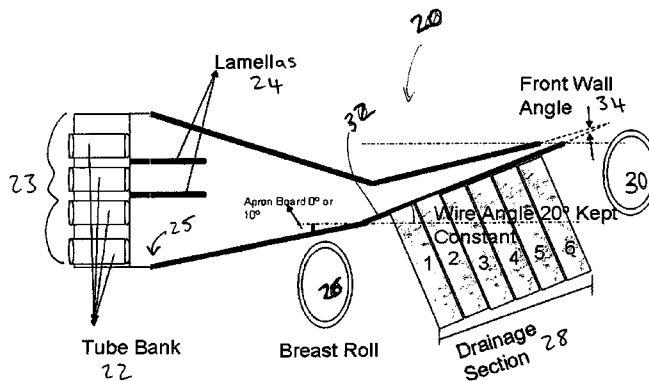 20
Lamellas
24
Front Wall
Angle
34
32
23
30
Apron Board 0° or
10°
Wire Angle 20° Kept
Constant
25
1 2 3 4 5 6
26
Tube Bank
22
Breast Roll
Drainage
Section 28